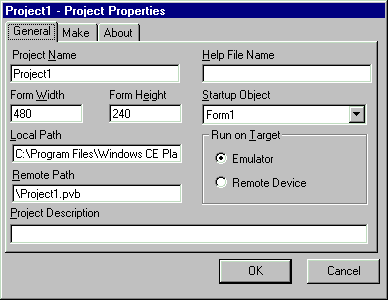 Project1 - Project Properties
General Make About
Project Name
Project1
Help File Name
Form Width Form Height
480 240
Startup Object
Form1
Local Path
C:\Program Files\Windows CE Pla
Run on Target
Emulator
Remote Device
Remote Path
\Project1.pvb
Project Description
OK Cancel